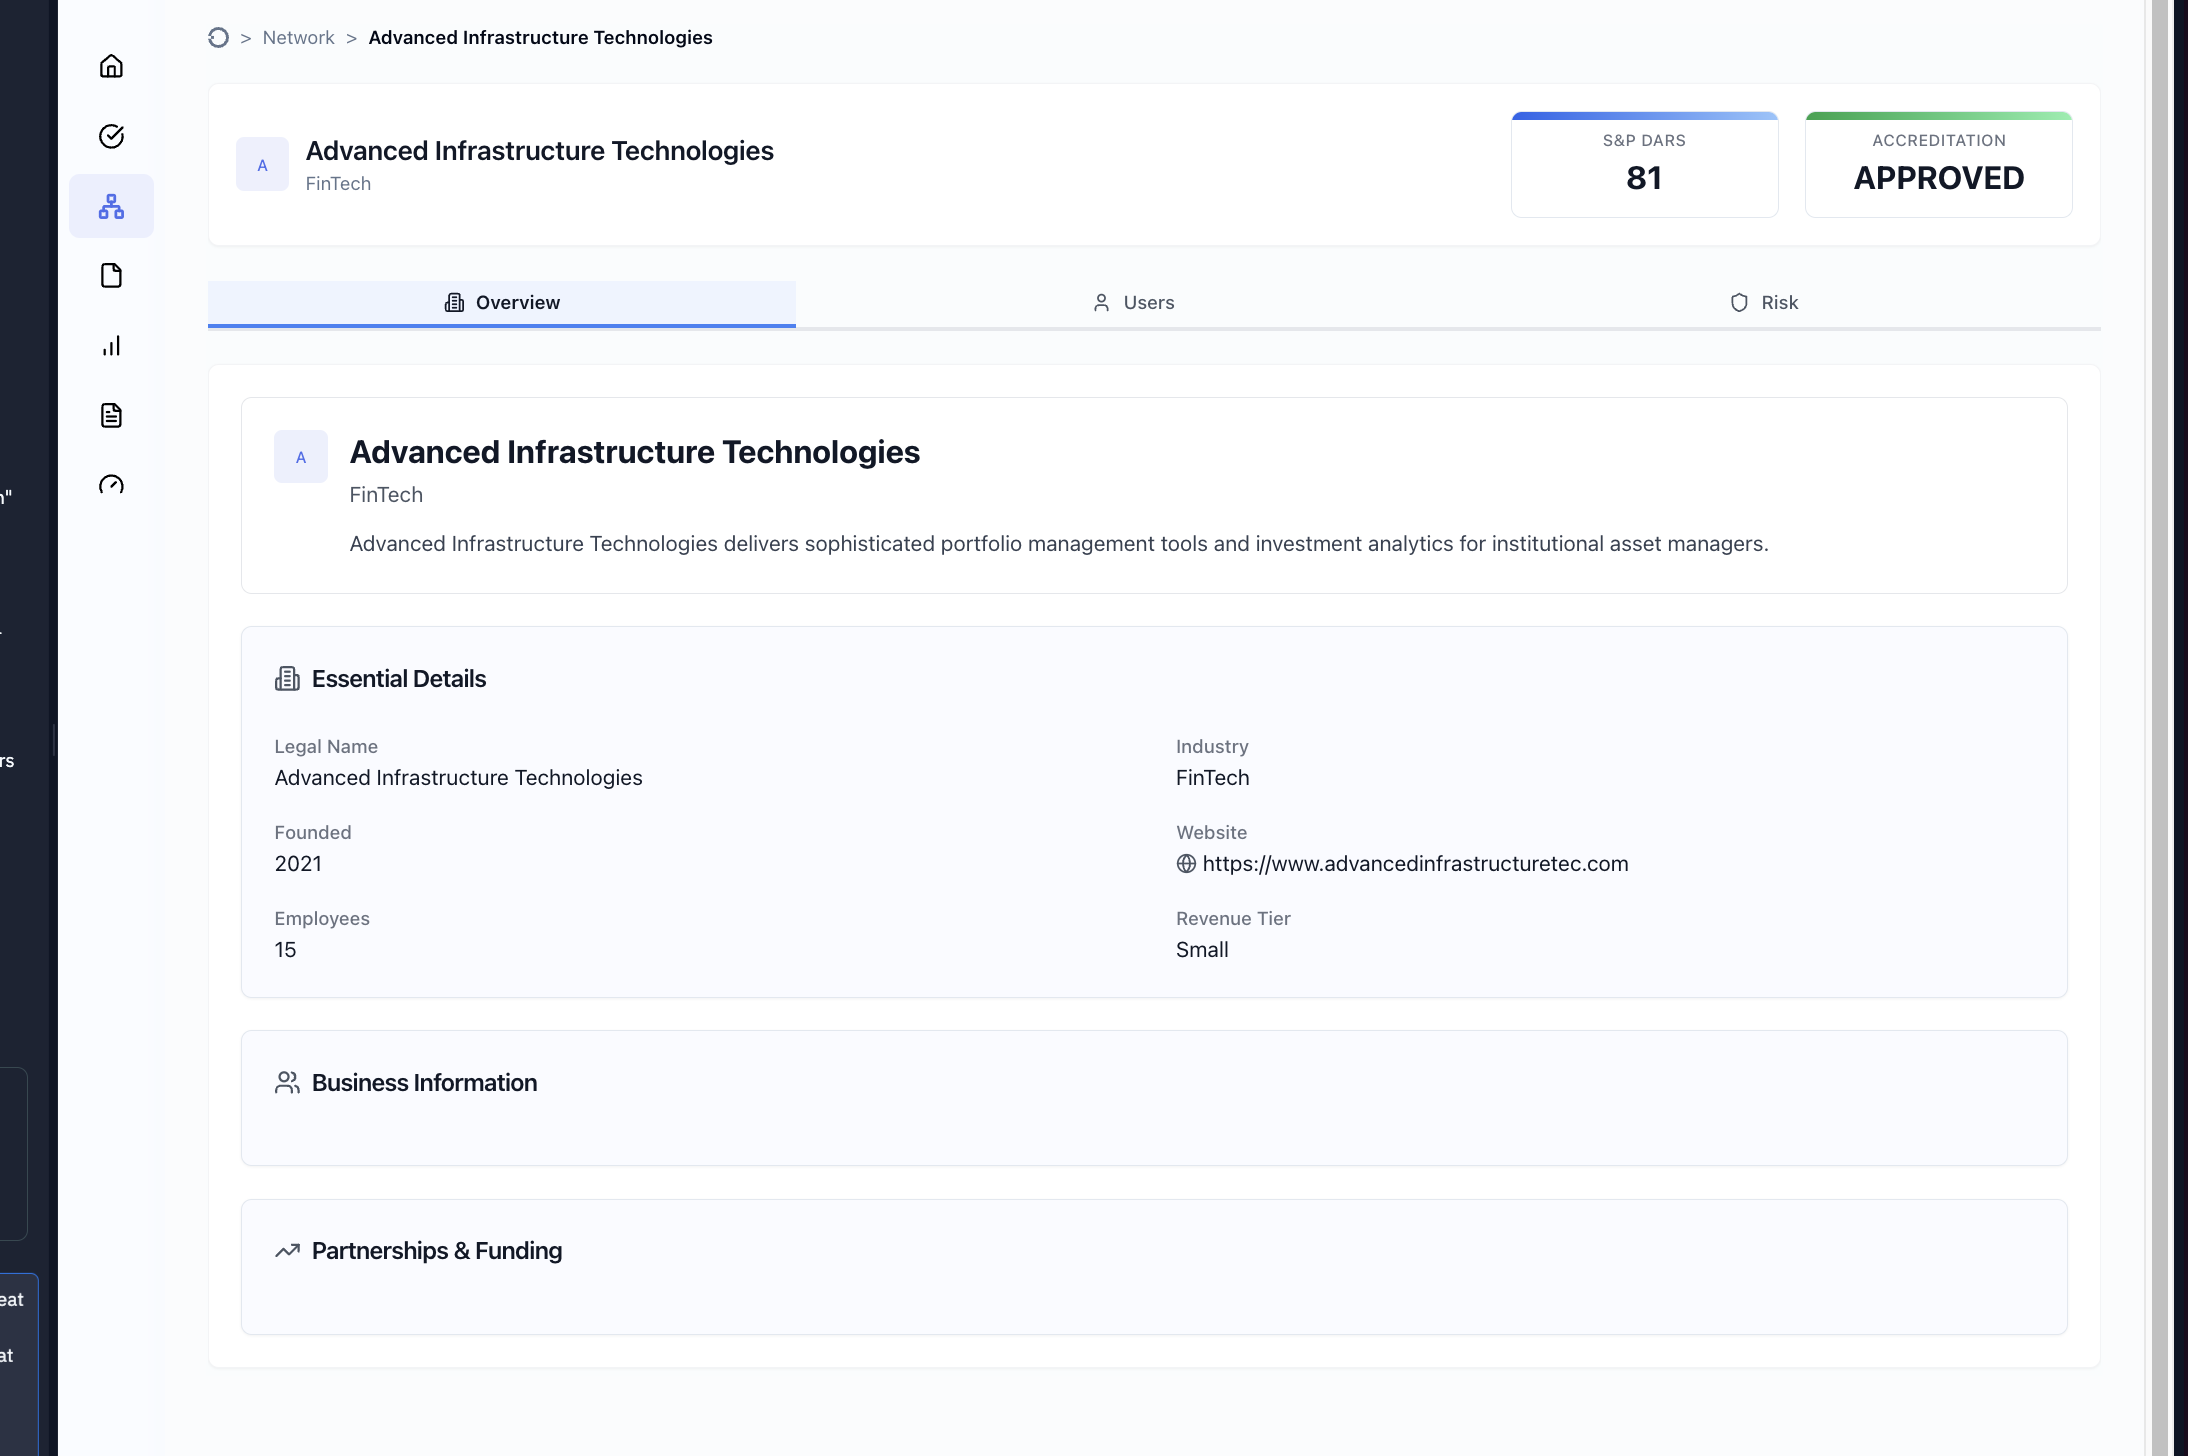 > Network > Advanced Infrastructure Technologies
A
Advanced Infrastructure Technologies
FinTech
S&P DARS
81
ACCREDITATION
APPROVED
Overview
Users
Risk
A
Advanced Infrastructure Technologies
FinTech
Advanced Infrastructure Technologies delivers sophisticated portfolio management tools and investment analytics for institutional asset managers.
Essential Details
Legal Name
Advanced Infrastructure Technologies
Industry
FinTech
Founded
2021
Website
https://www.advancedinfrastructuretec.com
Employees
15
Revenue Tier
Small
Business Information
Partnerships & Funding